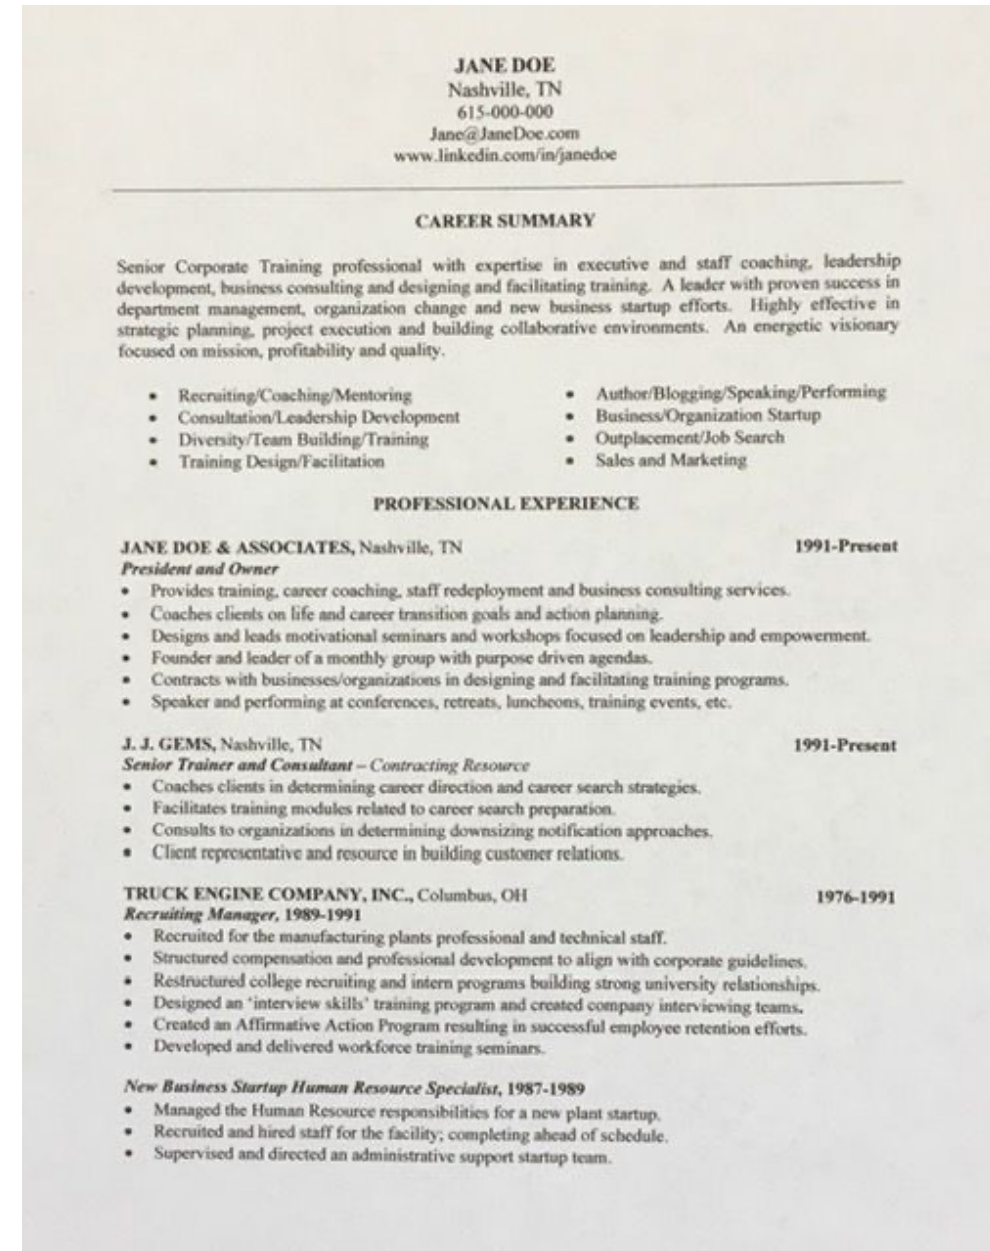 JANE DOE
Nashville, TN
615-000-000
Jane@JaneDoe.com
www.linkedin.com/in/janedoe
CAREER SUMMARY
Senior Corporate Training professional with expertise in executive and staff coaching, leadership
development, business consulting and designing and facilitating training. A leader with proven success in
department management, organization change and new business startup efforts. Highly effective in
strategic planning, project execution and building collaborative environments. An energetic visionary
focused on mission, profitability and quality.
• Recruiting/Coaching/Mentoring
• Consultation/Leadership Development
• Diversity/Team Building/Training
• Training Design/Facilitation
• Author/Blogging/Speaking/Performing
• Business/Organization Startup
• Outplacement/Job Search
• Sales and Marketing
PROFESSIONAL EXPERIENCE
JANE DOE & ASSOCIATES, Nashville, TN 1991-Present
President and Owner
• Provides training, career coaching, staff redeployment and business consulting services.
• Coaches clients on life and career transition goals and action planning.
• Designs and leads motivational seminars and workshops focused on leadership and empowerment.
• Founder and leader of a monthly group with purpose driven agendas.
• Contracts with businesses/organizations in designing and facilitating training programs.
• Speaker and performing at conferences, retreats, luncheons, training events, etc.
J. J. GEMS, Nashville, TN 1991-Present
Senior Trainer and Consultant – Contracting Resource
• Coaches clients in determining career direction and career search strategies.
• Facilitates training modules related to career search preparation.
• Consults to organizations in determining downsizing notification approaches.
• Client representative and resource in building customer relations.
TRUCK ENGINE COMPANY, INC., Columbus, OH 1976-1991
Recruiting Manager, 1989-1991
• Recruited for the manufacturing plants professional and technical staff.
• Structured compensation and professional development to align with corporate guidelines.
• Restructured college recruiting and intern programs building strong university relationships.
• Designed an ‘interview skills’ training program and created company interviewing teams.
• Created an Affirmative Action Program resulting in successful employee retention efforts.
• Developed and delivered workforce training seminars.
New Business Startup Human Resource Specialist, 1987-1989
• Managed the Human Resource responsibilities for a new plant startup.
• Recruited and hired staff for the facility; completing ahead of schedule.
• Supervised and directed an administrative support startup team.